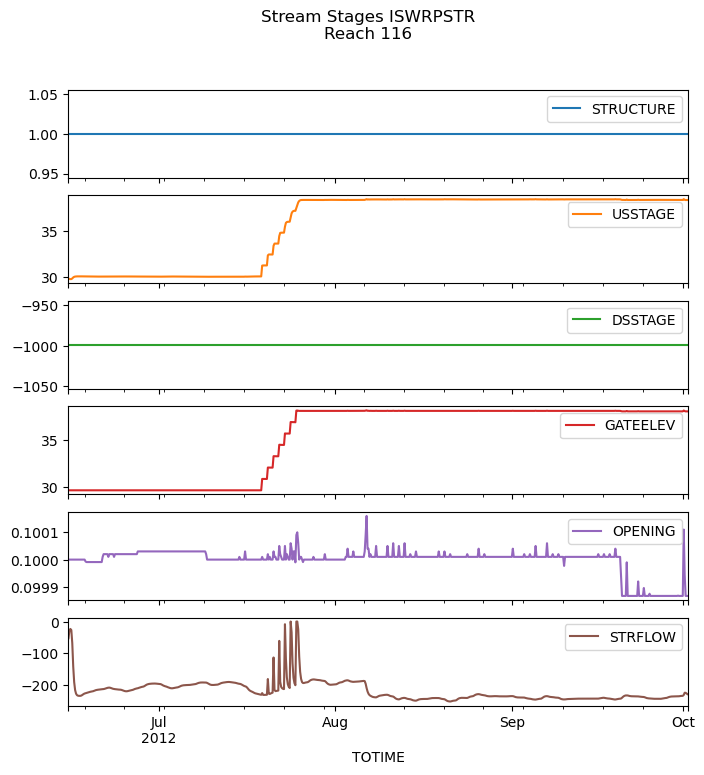 Stream Stages ISWRPSTR
Reach 116
1.05
1.00
0.95
STRUCTURE
35
30
USSTAGE
−950
−1000
−1050
DSSTAGE
35
30
GATEELEV
0.1001
0.1000
0.0999
OPENING
0
−100
−200
STRFLOW
Jul
2012
Aug
Sep
Oct
TOTIME